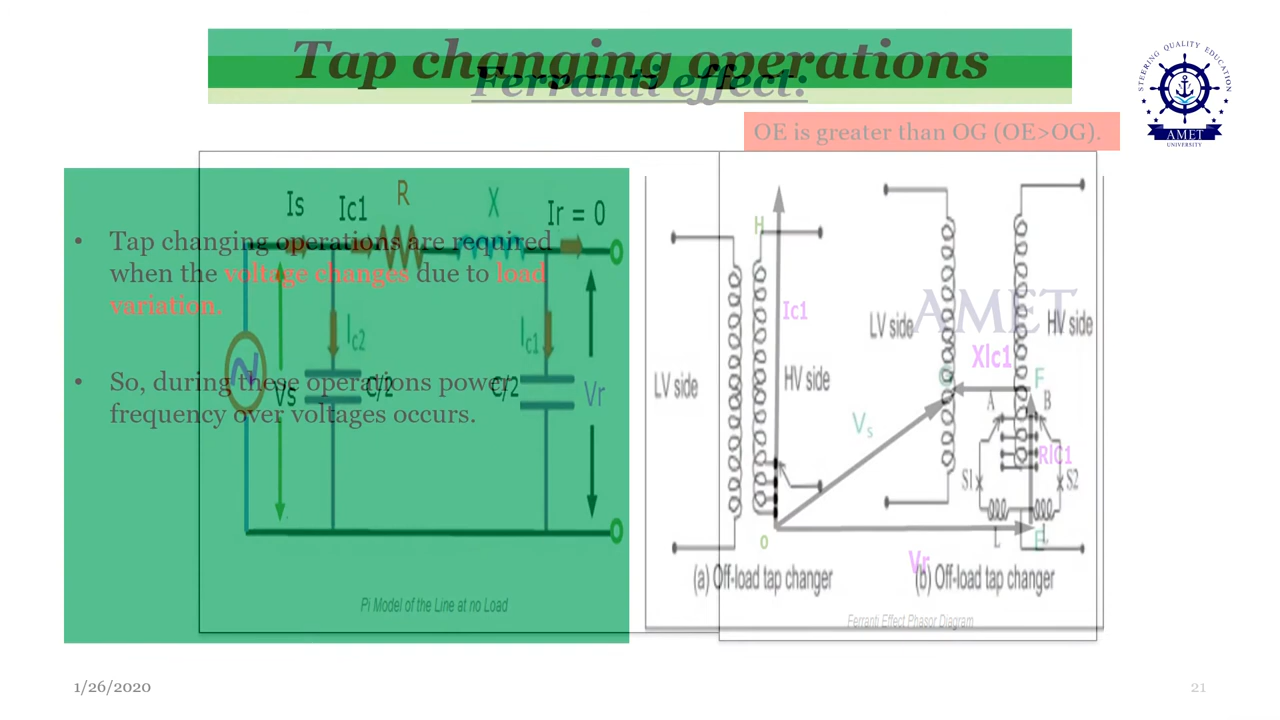 Tap changing operations
Ferranti effect:
STEERING QUALITY EDUCATION
AMET
UNIVERSITY
OE is greater than OG (OE>OG).
• Tap changing operations are required
when the voltage changes due to load
variation.
• So, during these operations power
frequency over voltages occurs.
Is
Ic1
R
X
Ir = 0
Ic2
Ic1
Vs
C/2
C/2
Vr
Pi Model of the Line at no Load
H
Ic1
LV side
HV side
o
(a) Off-load tap changer
AMET
LV side
HV side
Xlc1
F
Vs
A
B
RIC1
S1
S2
L
E
Vr
(b) Off-load tap changer
Ferranti Effect Phasor Diagram
1/26/2020
21